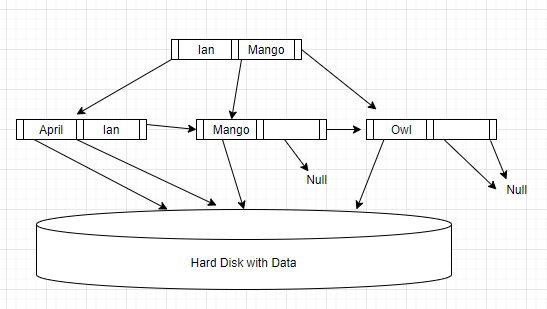 Ian Mango
April Ian Mango Owl
Null
Null
Hard Disk with Data